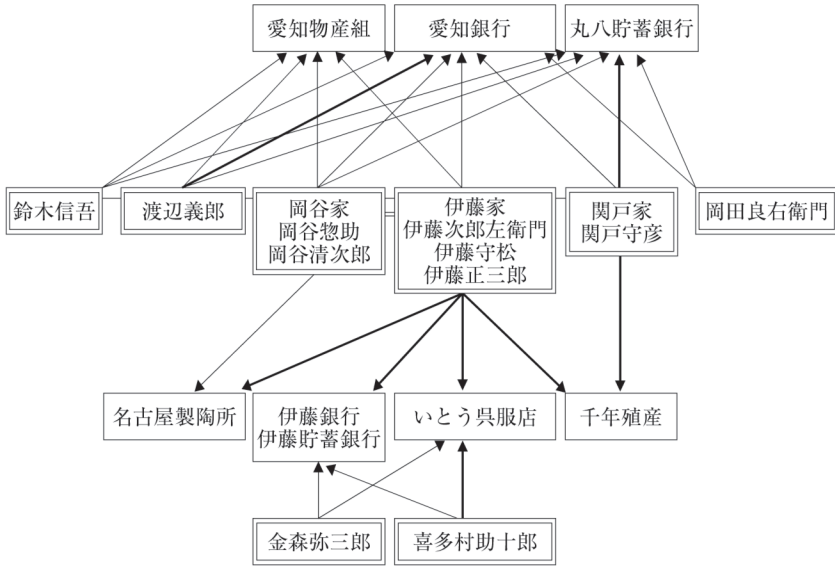 愛知物産組
愛知銀行
丸八貯蓄銀行
鈴木信吾
渡辺義郎
岡谷家
岡谷惣助
岡谷清次郎
伊藤家
伊藤次郎左衛門
伊藤守松
伊藤正三郎
関戸家
関戸守彦
岡田良右衛門
名古屋製陶所
伊藤銀行
伊藤貯蓄銀行
いとう呉服店
千年殖産
金森弥三郎
喜多村助十郎